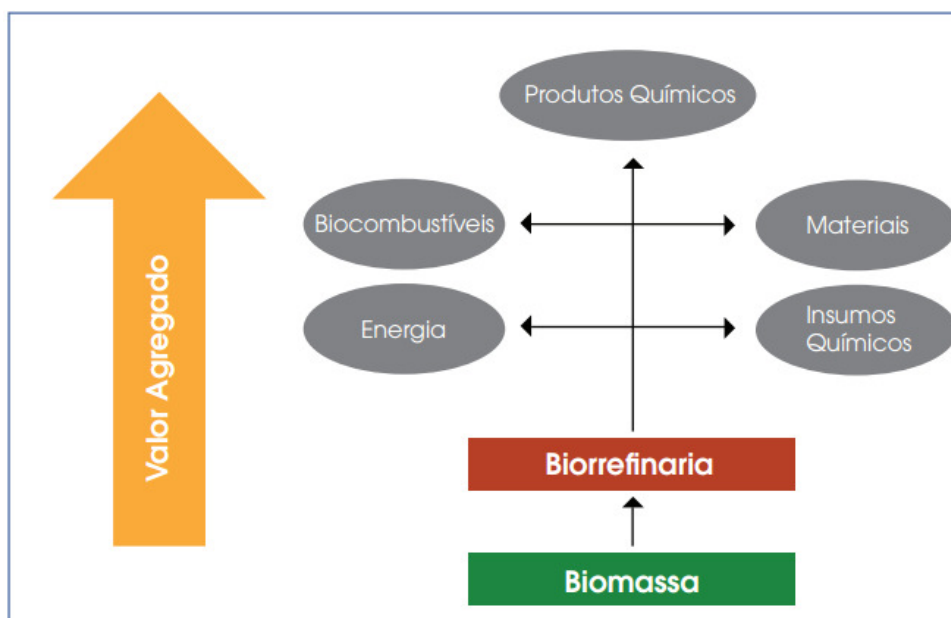 Produtos Químicos
Biocombustíveis
Materiais
Energia
Insumos
Químicos
Valor Agregado
Biorrefinaria
Biomassa